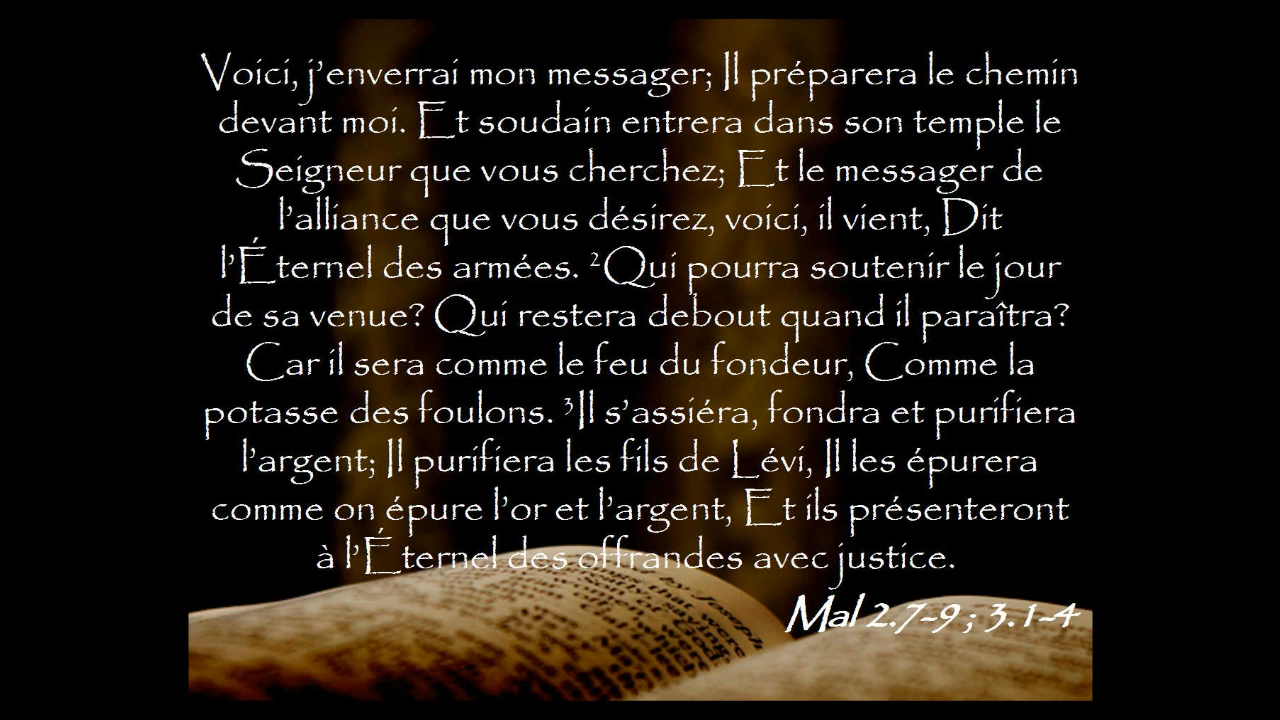 Voici, j’enverrai mon messager; Il préparera le chemin
devant moi. Et soudain entrera dans son temple le
Seigneur que vous cherchez; Et le messager de
l’alliance que vous désirez, voici, il vient, Dit
l’Éternel des armées. ²Qui pourra soutenir le jour
de sa venue? Qui restera debout quand il paraîtra?
Car il sera comme le feu du fondeur, Comme la
potasse des foulons. ³Il s’assiéra, fondra et purifiera
l’argent; Il purifiera les fils de Lévi, Il les épurera
comme on épure l’or et l’argent, Et ils présenteront
à l’Éternel des offrandes avec justice.
Mal 2.7-9 ; 3.1-4
by Joseph
that were